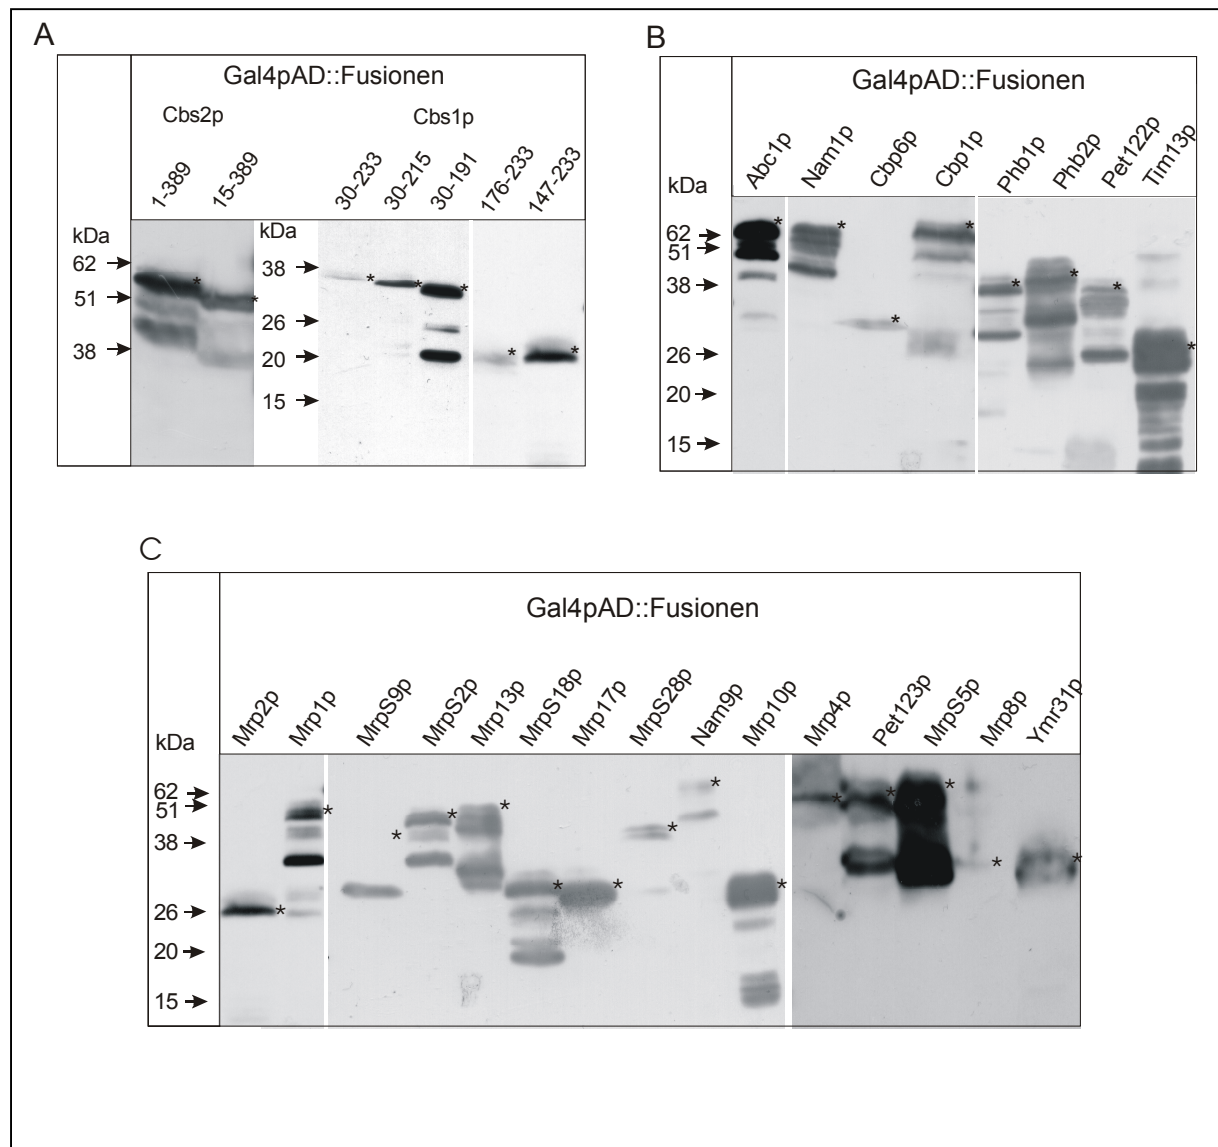 A
Gal4pAD::Fusionen
Cbs2p
Cbs1p
1-389
15-389
30-233
30-215
30-191
176-233
147-233
kDa
62
51
38
kDa
38
26
20
15
B
Gal4pAD::Fusionen
Abc1p
Nam1p
Cbp6p
Cbp1p
Phb1p
Phb2p
Pet122p
Tim13p
kDa
62
51
38
26
20
15
C
Gal4pAD::Fusionen
Mrp2p
Mrp1p
MrpS9p
MrpS2p
Mrp13p
MrpS18p
Mrp17p
MrpS28p
Nam9p
Mrp10p
Mrp4p
Pet123p
MrpS5p
Mrp8p
Ymr31p
kDa
62
51
38
26
20
15